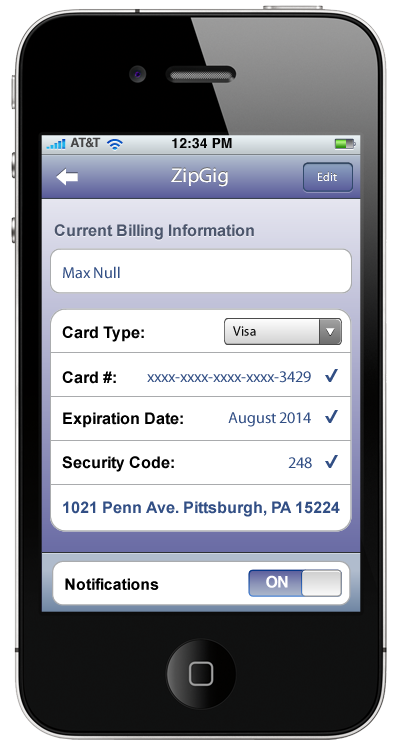 AT&T 12:34 PM
ZipGig Edit
Current Billing Information
Max Null
Card Type: Visa
Card #: xxxx-xxxx-xxxx-xxxx-3429
Expiration Date: August 2014
Security Code: 248
1021 Penn Ave. Pittsburgh, PA 15224
Notifications ON